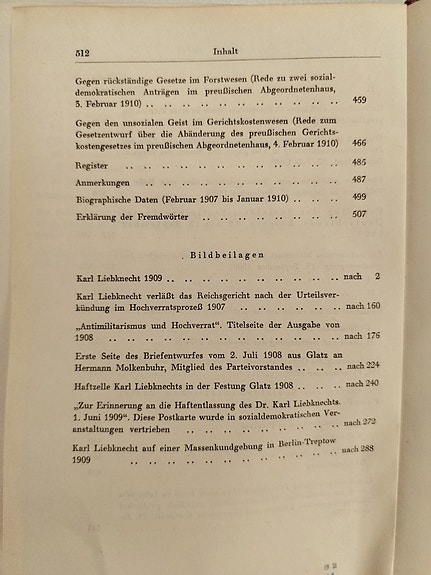 512 Inhalt
Gegen rückständige Gesetze im Forstwesen (Rede zu zwei sozial-
demokratischen Anträgen im preußischen Abgeordnetenhaus,
3. Februar 1910) .. .. .. .. .. .. .. .. .. .. .. .. 459
Gegen den unsozialen Geist im Gerichtskostenwesen (Rede zum
Gesetzentwurf über die Abänderung des preußischen Gerichts-
kostengesetzes im preußischen Abgeordnetenhaus, 4. Februar 1910) 466
Register .. .. .. .. .. .. .. .. .. .. .. .. .. 485
Anmerkungen .. .. .. .. .. .. .. .. .. .. .. .. 487
Biographische Daten (Februar 1907 bis Januar 1910) .. .. .. 499
Erklärung der Fremdwörter .. .. .. .. .. .. .. .. 507
Bildbeilagen
Karl Liebknecht 1909 .. .. .. .. .. .. .. .. .. .. nach 2
Karl Liebknecht verläßt das Reichsgericht nach der Urteilsver-
kündung im Hochverratsprozeß 1907 .. .. .. .. .. .. nach 160
„Antimilitarismus und Hochverrat“. Titelseite der Ausgabe von
1908 .. .. .. .. .. .. .. .. .. .. .. .. .. nach 176
Erste Seite des Briefentwurfes vom 2. Juli 1908 aus Glatz an
Hermann Molkenbuhr, Mitglied des Parteivorstandes .. .. .. nach 224
Haftzelle Karl Liebknechts in der Festung Glatz 1908 .. .. .. nach 240
„Zur Erinnerung an die Haftentlassung des Dr. Karl Liebknechts.
1. Juni 1909“. Diese Postkarte wurde in sozialdemokratischen Ver-
anstaltungen vertrieben .. .. .. .. .. .. .. .. nach 272
Karl Liebknecht auf einer Massenkundgebung in Berlin-Treptow
1909 .. .. .. .. .. .. .. .. .. .. .. .. nach 288